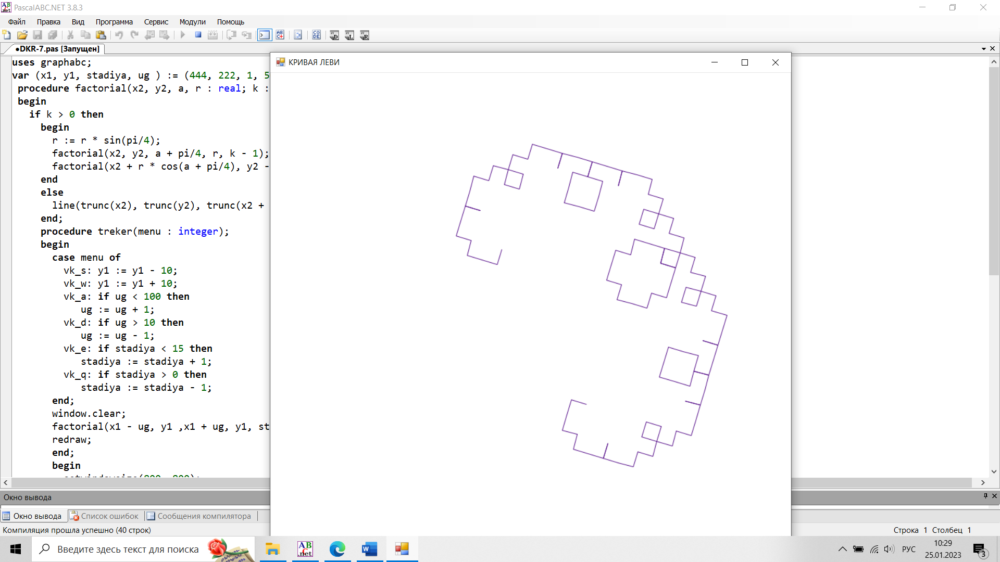 PascalABC.NET 3.8.3
Файл Правка Вид Программа Сервис Модули Помощь
•DKR-7.pas [Запущен]
КРИВАЯ ЛЕВИ
uses graphabc;
var (x1, y1, stadiya, ug ) := (444, 222, 1, 5
procedure factorial(x2, y2, a, r : real; k :
begin
if k > 0 then
begin
r := r * sin(pi/4);
factorial(x2, y2, a + pi/4, r, k - 1);
factorial(x2 + r * cos(a + pi/4), y2 -
end
else
line(trunc(x2), trunc(y2), trunc(x2 +
end;
procedure treker(menu : integer);
begin
case menu of
vk_s: y1 := y1 - 10;
vk_w: y1 := y1 + 10;
vk_a: if ug < 100 then
ug := ug + 1;
vk_d: if ug > 10 then
ug := ug - 1;
vk_e: if stadiya < 15 then
stadiya := stadiya + 1;
vk_q: if stadiya > 0 then
stadiya := stadiya - 1;
end;
window.clear;
factorial(x1 - ug, y1 ,x1 + ug, y1, st
redraw;
end;
begin
Окно вывода
Окно вывода Список ошибок Сообщения компилятора
Компиляция прошла успешно (40 строк) Строка 1 Столбец 1
Введите здесь текст для поиска
РУС
10:29
25.01.2023
3